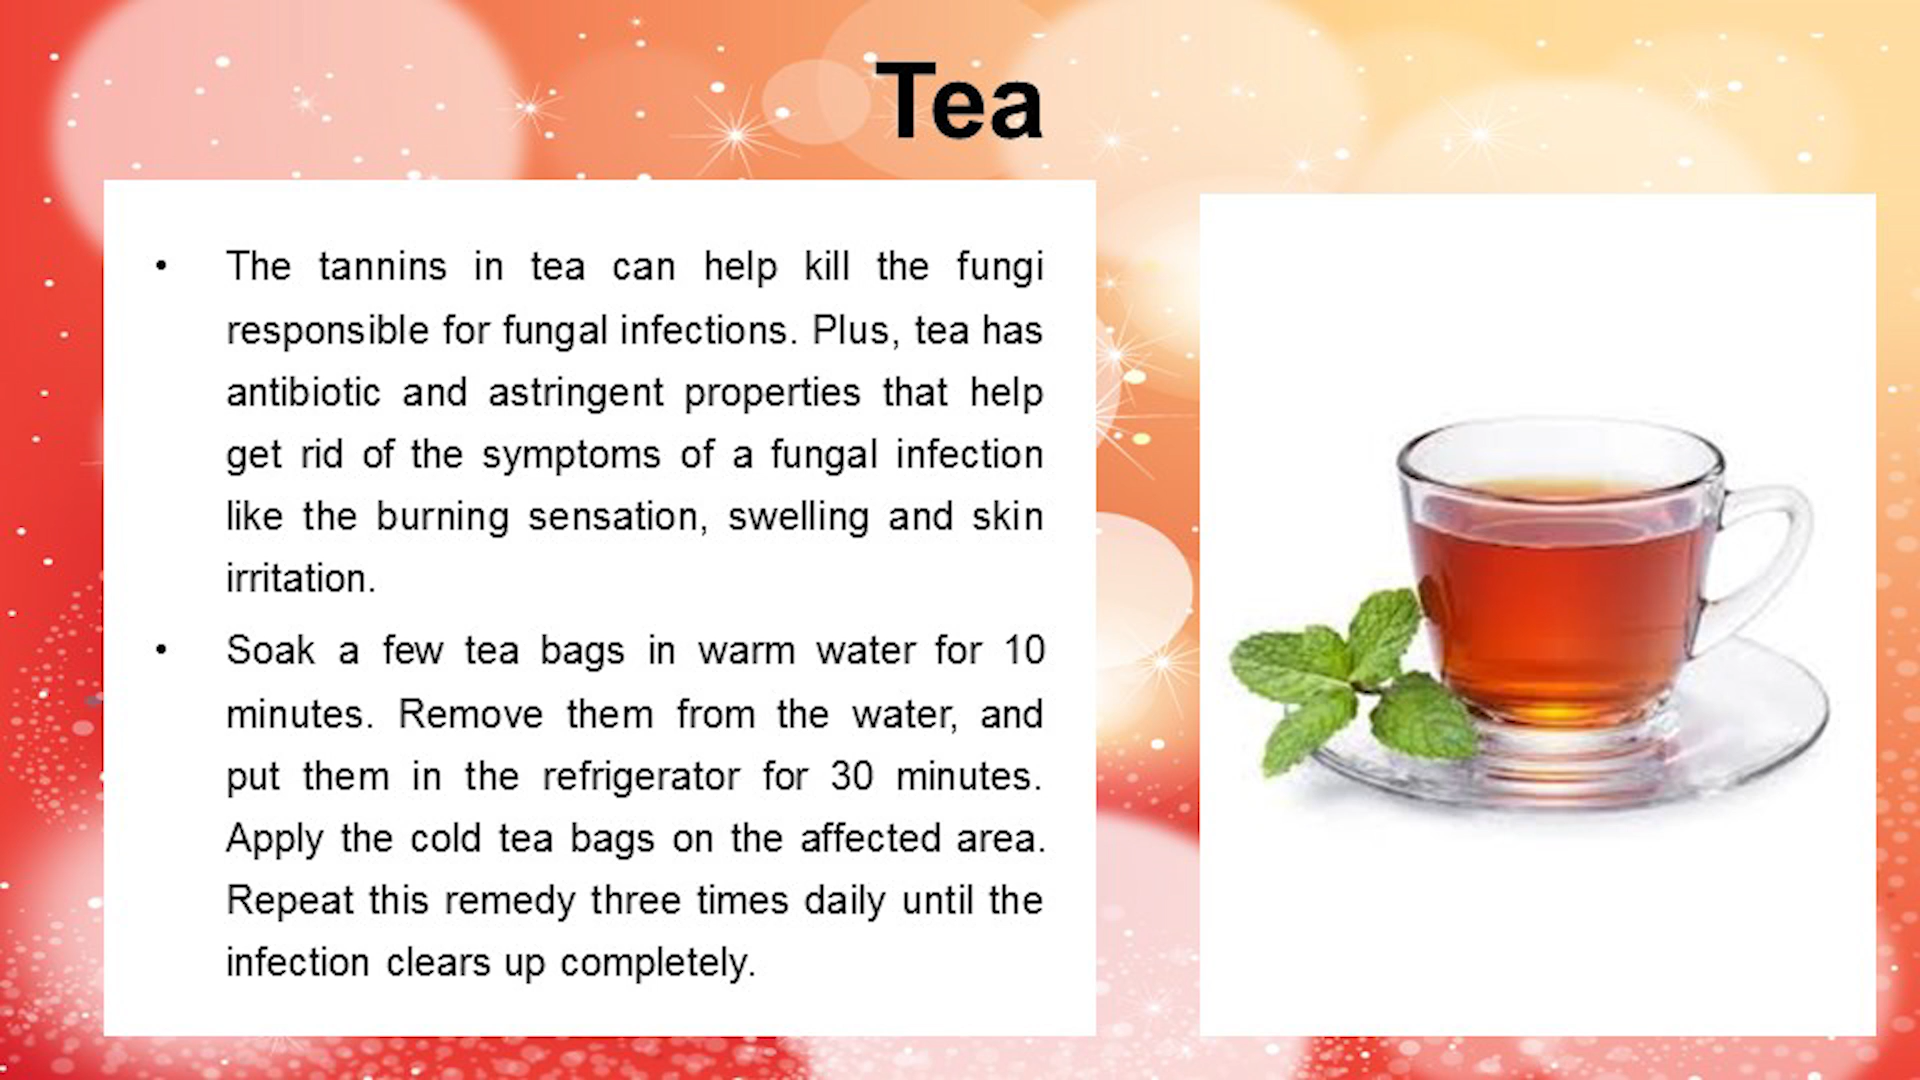 Tea
• The tannins in tea can help kill the fungi
responsible for fungal infections. Plus, tea has
antibiotic and astringent properties that help
get rid of the symptoms of a fungal infection
like the burning sensation, swelling and skin
irritation.
• Soak a few tea bags in warm water for 10
minutes. Remove them from the water, and
put them in the refrigerator for 30 minutes.
Apply the cold tea bags on the affected area.
Repeat this remedy three times daily until the
infection clears up completely.